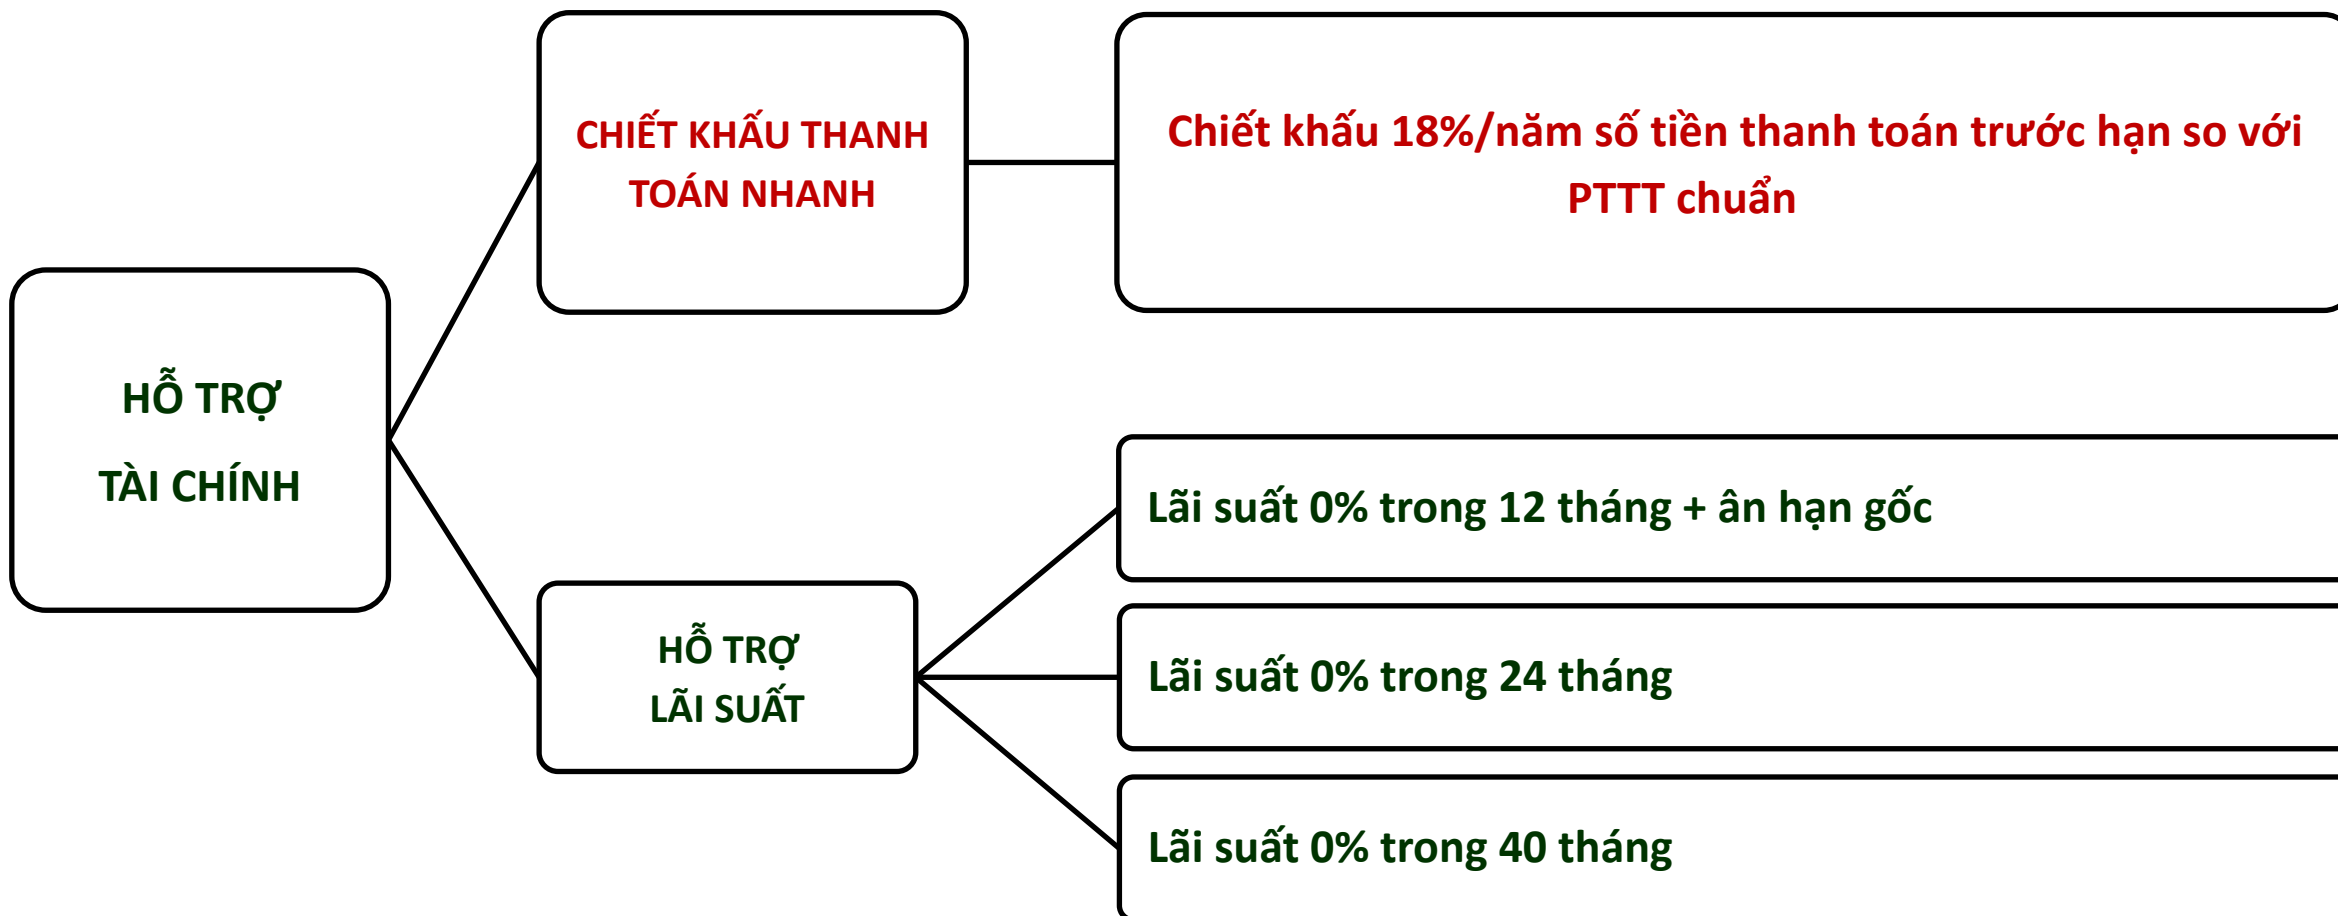 HỖ TRỢ
TÀI CHÍNH
CHIẾT KHẤU THANH
TOÁN NHANH
Chiết khấu 18%/năm số tiền thanh toán trước hạn so với
PTTT chuẩn
HỖ TRỢ
LÃI SUẤT
Lãi suất 0% trong 12 tháng + ân hạn gốc
Lãi suất 0% trong 24 tháng
Lãi suất 0% trong 40 tháng